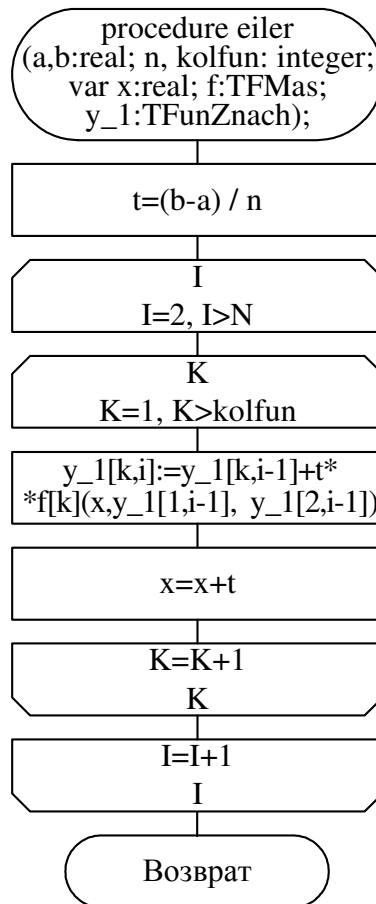 procedure eiler
(a,b:real; n, kolfun: integer;
var x:real; f:TFMas;
y_1:TFunZnach);
t=(b-a) / n
I
I=2, I>N
K
K=1, K>kolfun
y_1[k,i]:=y_1[k,i-1]+t*
*f[k](x,y_1[1,i-1], y_1[2,i-1])
x=x+t
K=K+1
K
I=I+1
I
Возврат